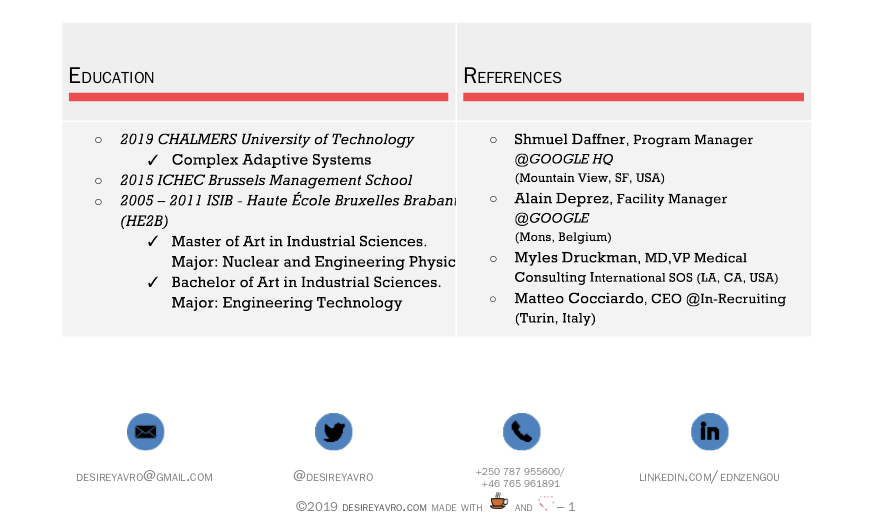 EDUCATION
○ 2019 CHALMERS University of Technology
✓ Complex Adaptive Systems
○ 2015 ICHEC Brussels Management School
○ 2005 – 2011 ISIB - Haute École Bruxelles Brabant
(HE2B)
✓ Master of Art in Industrial Sciences.
Major: Nuclear and Engineering Physic
✓ Bachelor of Art in Industrial Sciences.
Major: Engineering Technology
REFERENCES
○ Shmuel Daffner, Program Manager
@GOOGLE HQ
(Mountain View, SF, USA)
○ Alain Deprez, Facility Manager
@GOOGLE
(Mons, Belgium)
○ Myles Druckman, MD,VP Medical
Consulting International SOS (LA, CA, USA)
○ Matteo Cocciardo, CEO @In-Recruiting
(Turin, Italy)
DESIREYAVRO@GMAIL.COM
@DESIREYAVRO
+250 787 955600/
+46 765 961891
LINKEDIN.COM/EDNZENGOU
©2019 DESIREYAVRO.COM MADE WITH AND – 1